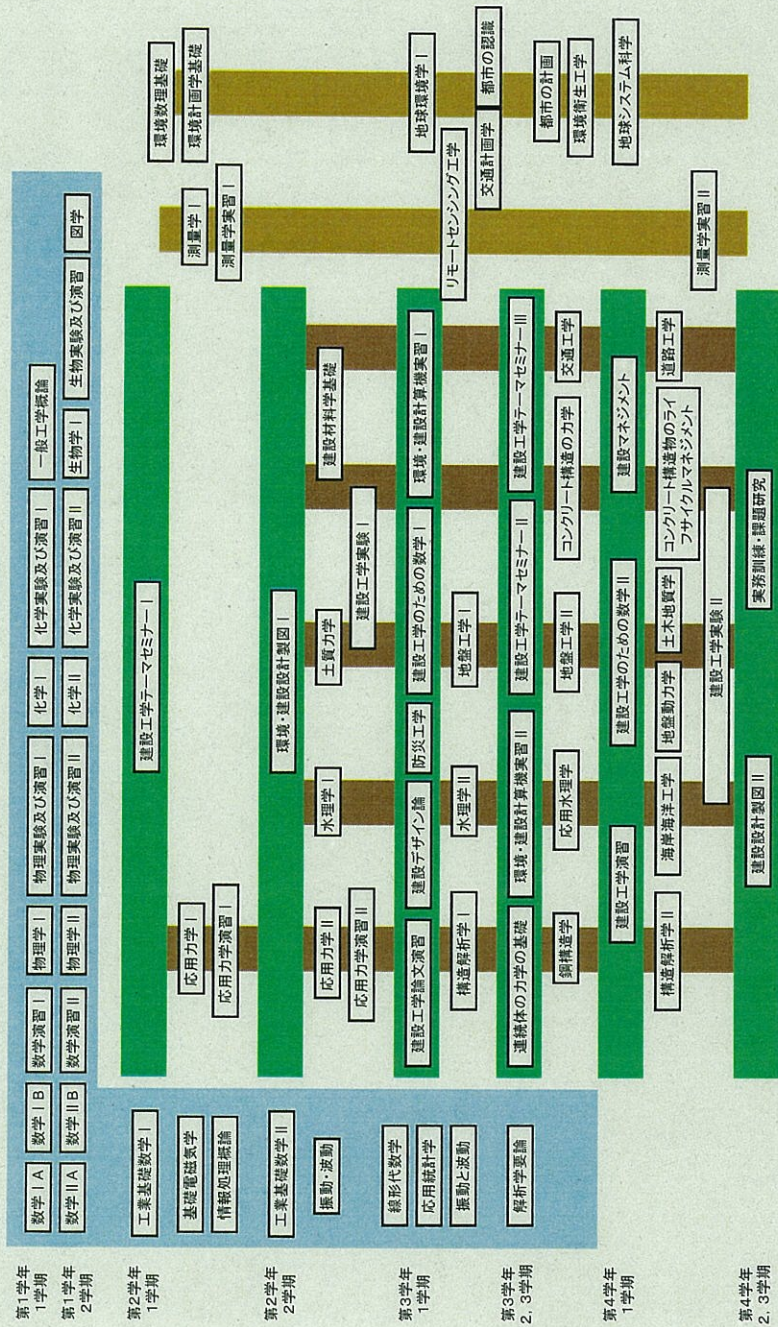 第1学年
1学期
数学ⅠA
数学ⅠB
数学演習Ⅰ
物理学Ⅰ
物理実験及び演習Ⅰ
化学Ⅰ
化学実験及び演習Ⅰ
一般工学概論
第1学年
2学期
数学ⅡA
数学ⅡB
数学演習Ⅱ
物理学Ⅱ
物理実験及び演習Ⅱ
化学Ⅱ
化学実験及び演習Ⅱ
生物学Ⅰ
生物実験及び演習
図学
第2学年
1学期
工業基礎数学Ⅰ
建設工学テーマセミナーⅠ
環境数理基礎
基礎電磁気学
応用力学Ⅰ
測量学Ⅰ
環境計画学基礎
情報処理概論
応用力学演習Ⅰ
測量学実習Ⅰ
第2学年
2学期
工業基礎数学Ⅱ
環境・建設設計製図Ⅰ
振動・波動
応用力学Ⅱ
水理学Ⅰ
土質力学
建設材料学基礎
応用力学演習Ⅱ
建設工学実験Ⅰ
第3学年
1学期
線形代数学
建設工学論文演習
建設デザイン論
防災工学
建設工学のための数学Ⅰ
環境・建設計算機実習Ⅰ
地球環境学Ⅰ
応用統計学
振動と波動
構造解析学Ⅰ
水理学Ⅱ
地盤工学Ⅰ
リモートセンシング工学
交通計画学
都市の認識
第3学年
2, 3学期
解析学要論
連続体の力学の基礎
環境・建設計算機実習Ⅱ
建設工学テーマセミナーⅡ
建設工学テーマセミナーⅢ
都市の計画
鋼構造学
応用水理学
地盤工学Ⅱ
コンクリート構造の力学
交通工学
環境衛生工学
第4学年
1学期
建設工学演習
建設工学のための数学Ⅱ
建設マネジメント
地球システム科学
構造解析学Ⅱ
海岸海洋工学
地盤動力学
土木地質学
コンクリート構造物のライ
フサイクルマネジメント
道路工学
建設工学実験Ⅱ
測量学実習Ⅱ
第4学年
2, 3学期
建設設計製図Ⅱ
実務訓練・課題研究